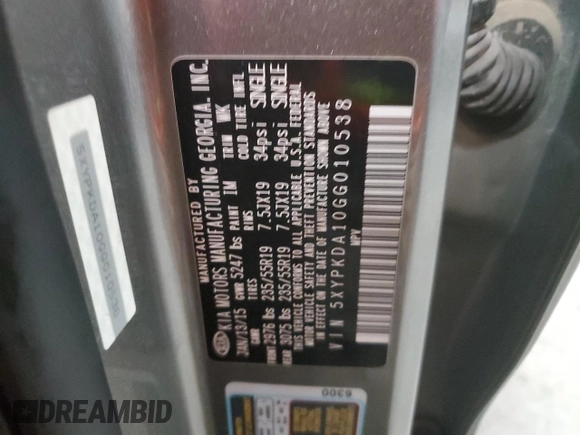 MANUFACTURED BY
KIA MOTORS MANUFACTURING GEORGIA. INC.
JAN/13/15 GVWR 5247 lbs PAINT IM TRIM WK
GAWR TIRES RIMS COLD TIRE INFL
FRONT 2976 lbs 235/55R19 7.5JX19 34psi SINGLE
REAR 3075 lbs 235/55R19 7.5JX19 34psi SINGLE
THIS VEHICLE CONFORMS TO ALL APPLICABLE U.S.A. FEDERAL
MOTOR VEHICLE SAFETY AND THEFT PREVENTION STANDARDS
IN EFFECT ON THE DATE OF MANUFACTURE SHOWN ABOVE
VIN 5XYPKDA10GG010538
MPV
KIA
5XYPKDA10GG010538
6300
DREAMBID